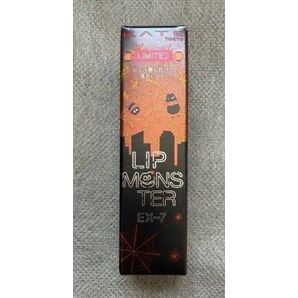 KATE
TOKYO
LIMITED
LIP
MONS
TER
EX-7